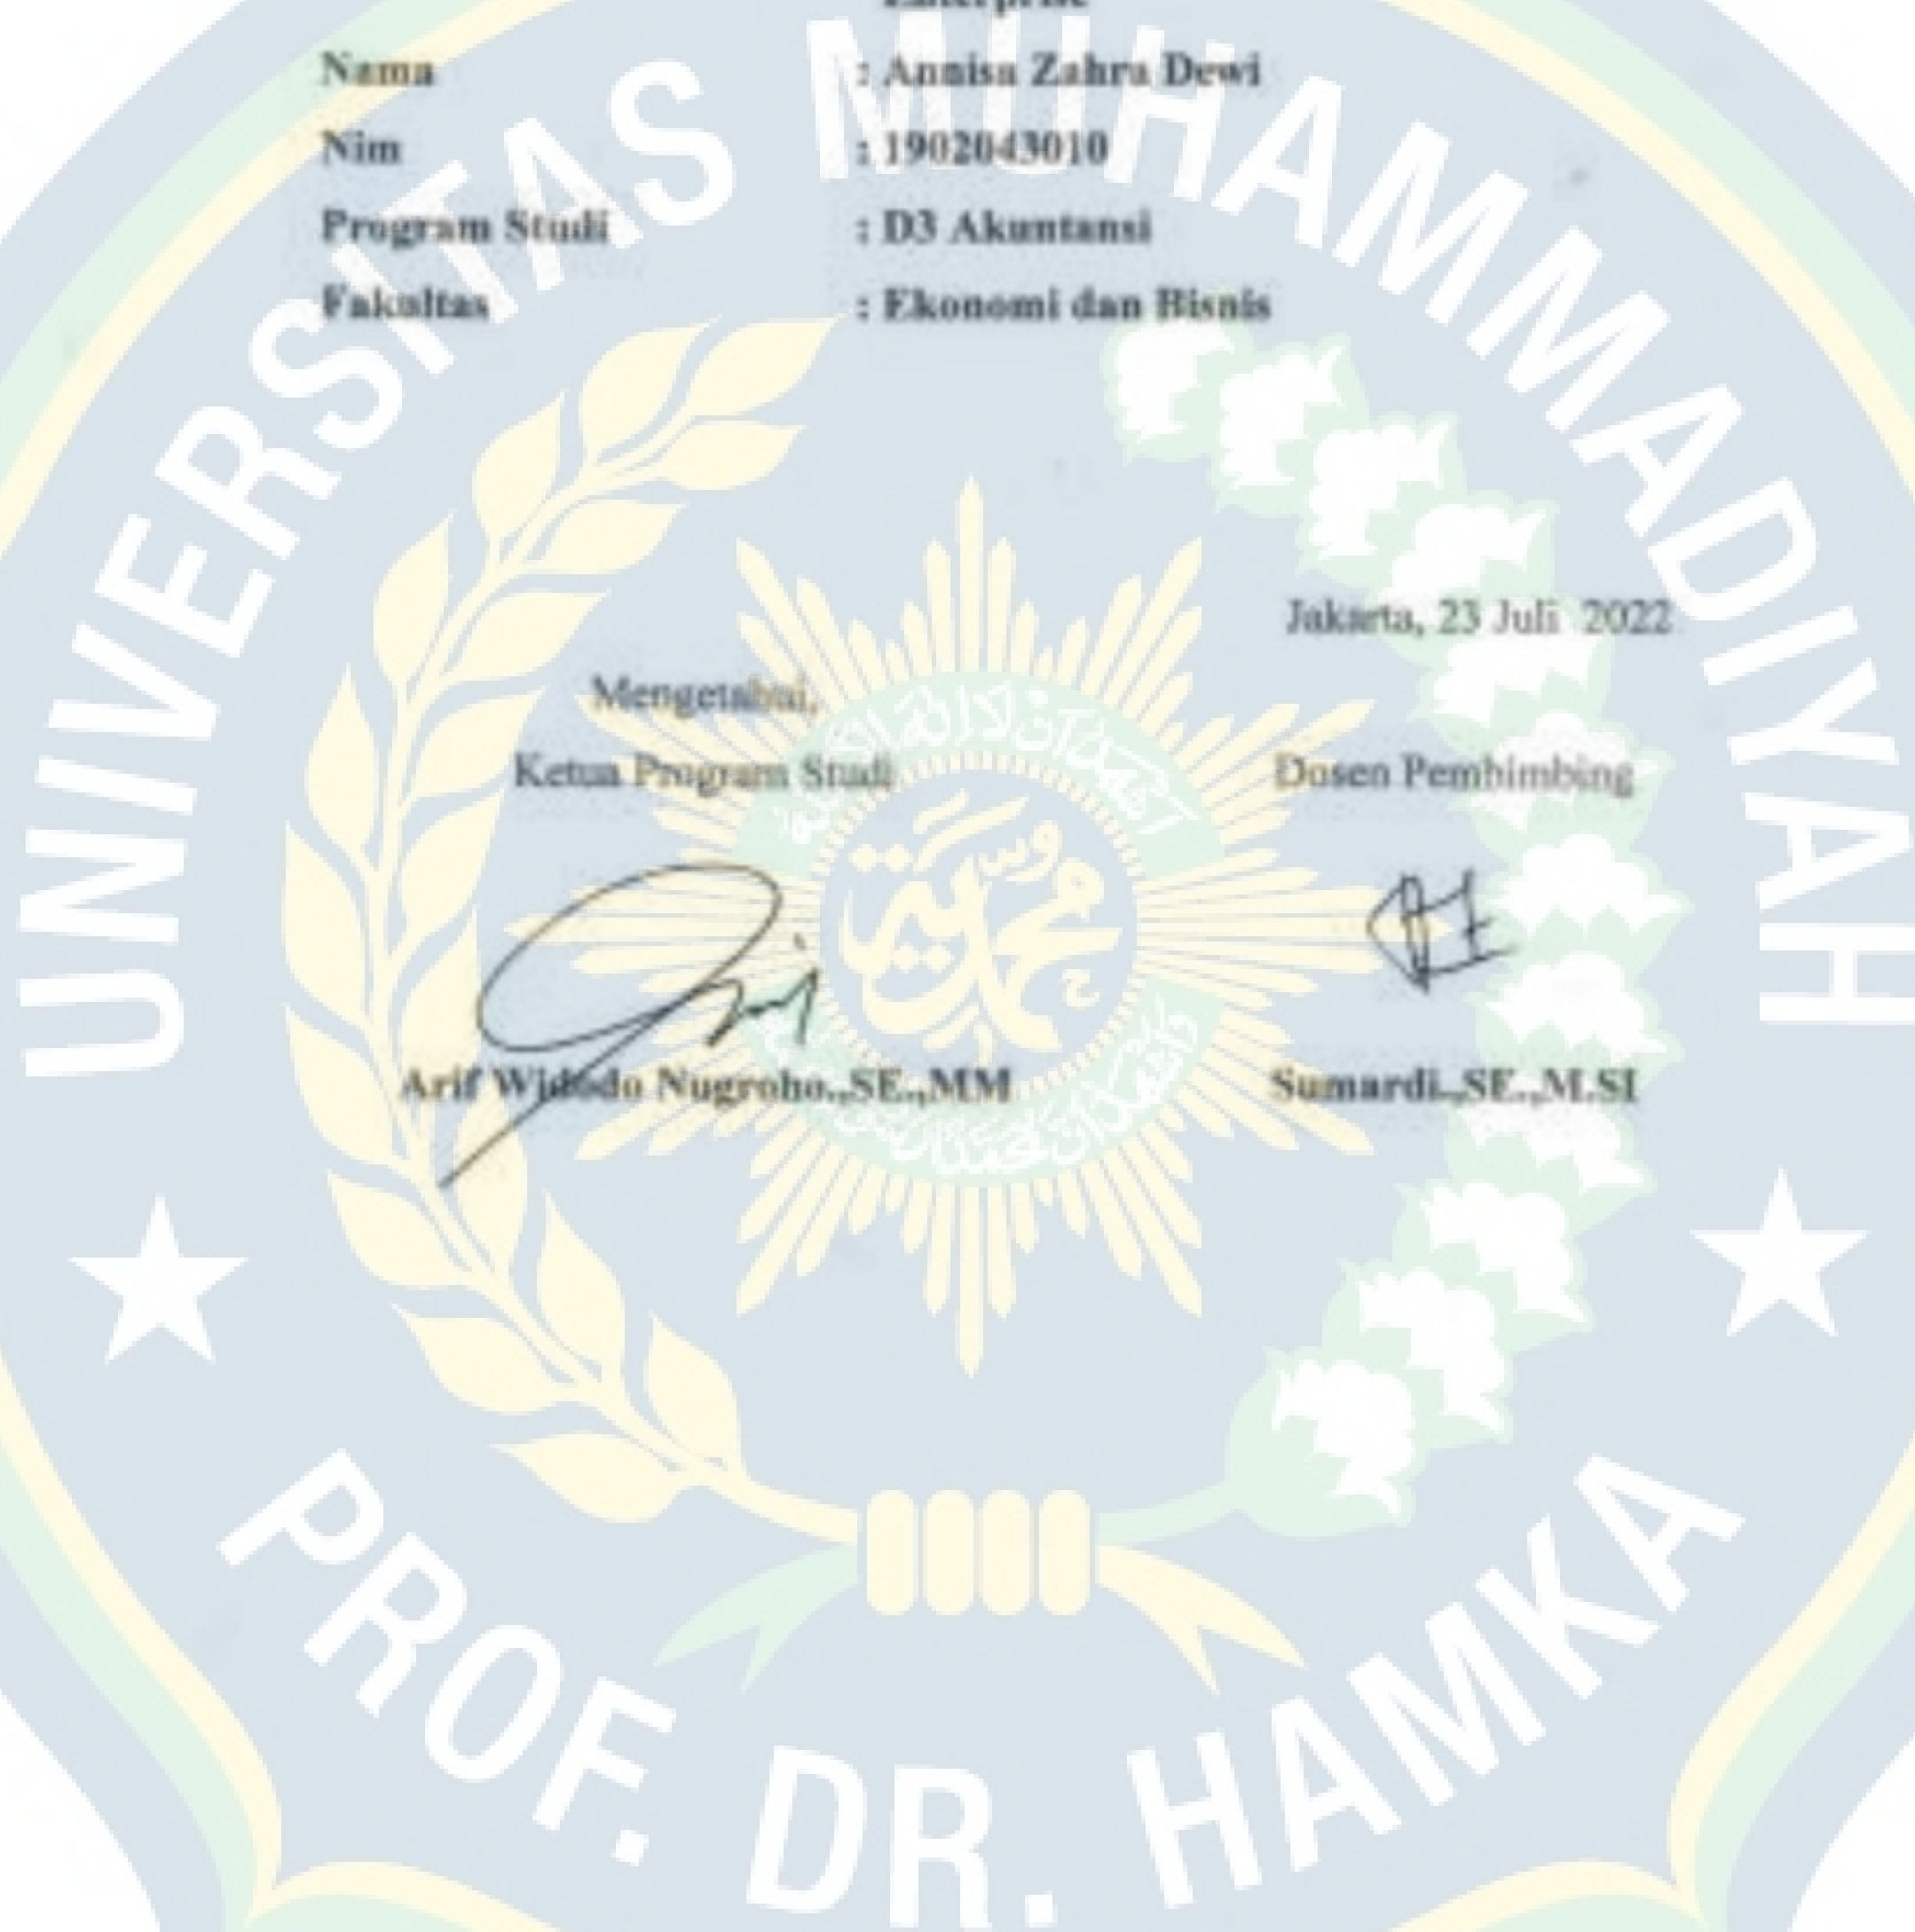 Enterprise
Nama : Annisa Zahra Dewi
Nim : 1902043010
Program Studi : D3 Akuntansi
Fakultas : Ekonomi dan Bisnis
Jakarta, 23 Juli 2022
Mengetahui,
Ketua Program Studi Dosen Pembimbing
Arif Widodo Nugroho.,SE.,MM Sumardi.,SE.,M.SI
UNIVERSITAS MUHAMMADIYAH
PROF. DR. HAMKA